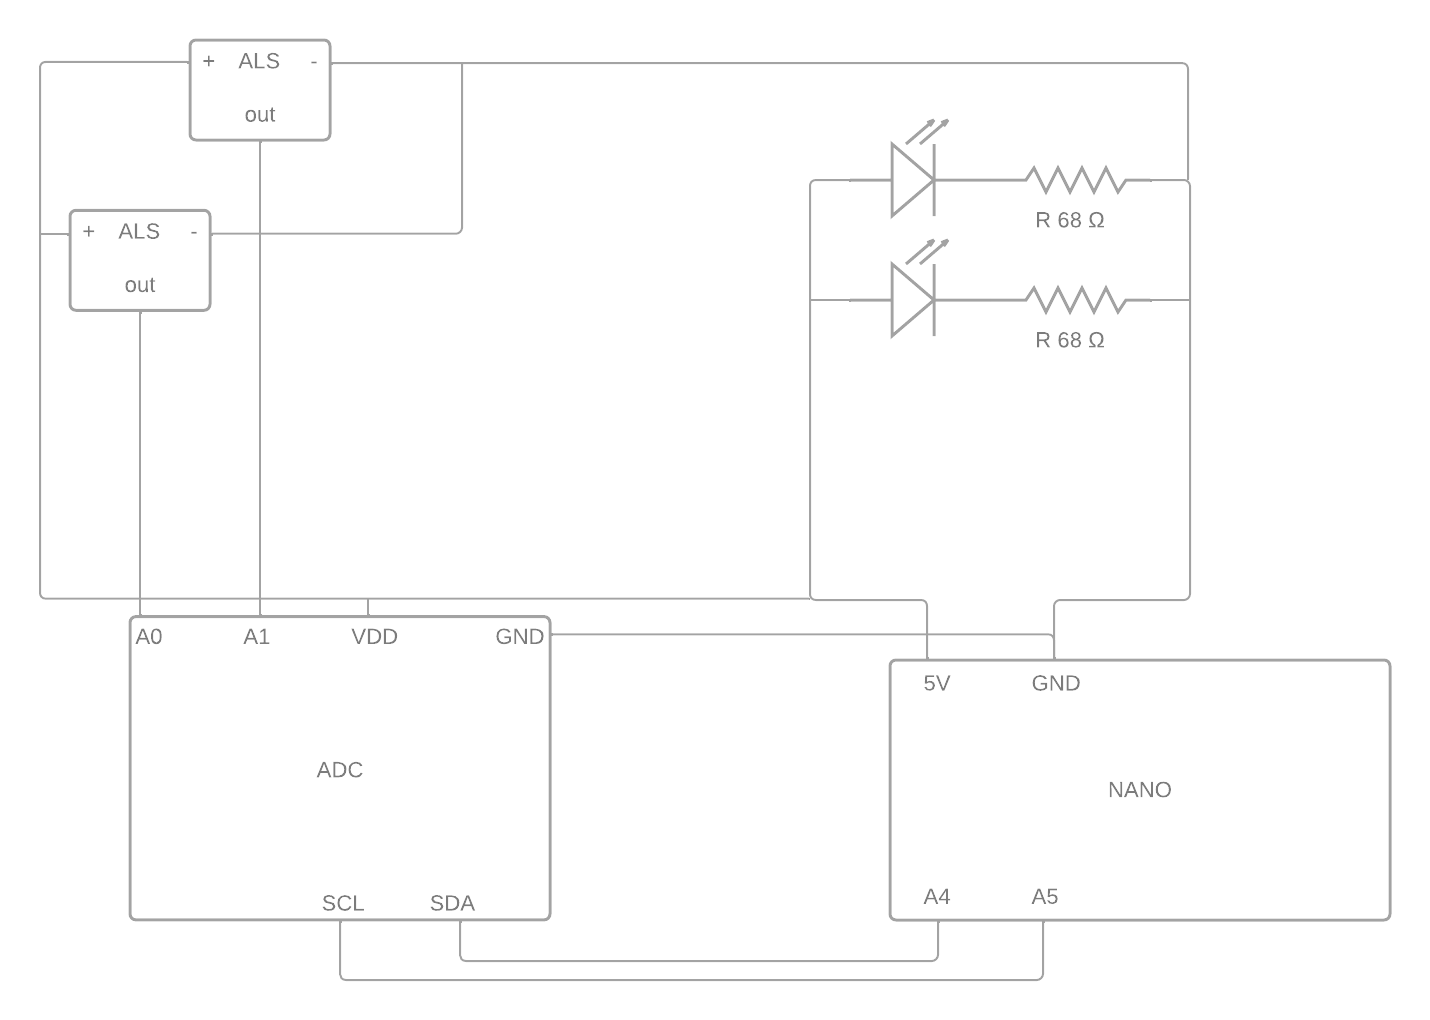 + ALS -
out
+ ALS -
out
R 68 Ω
R 68 Ω
A0 A1 VDD GND
ADC
SCL SDA
5V GND
NANO
A4 A5